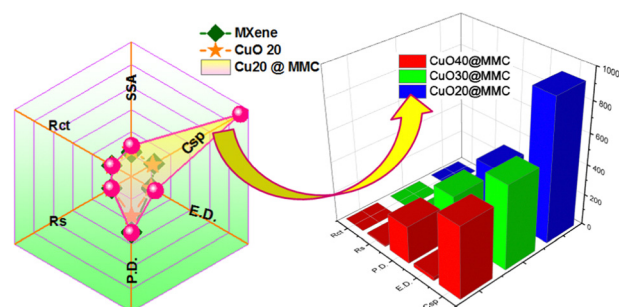 MXene
CuO 20
Cu20 @ MMC
SSA
Rct
Csp
Rs
E.D.
P.D.
CuO40@MMC
CuO30@MMC
CuO20@MMC
1000
800
600
400
200
0
Rct
Rs
P.D.
E.D.
Csp